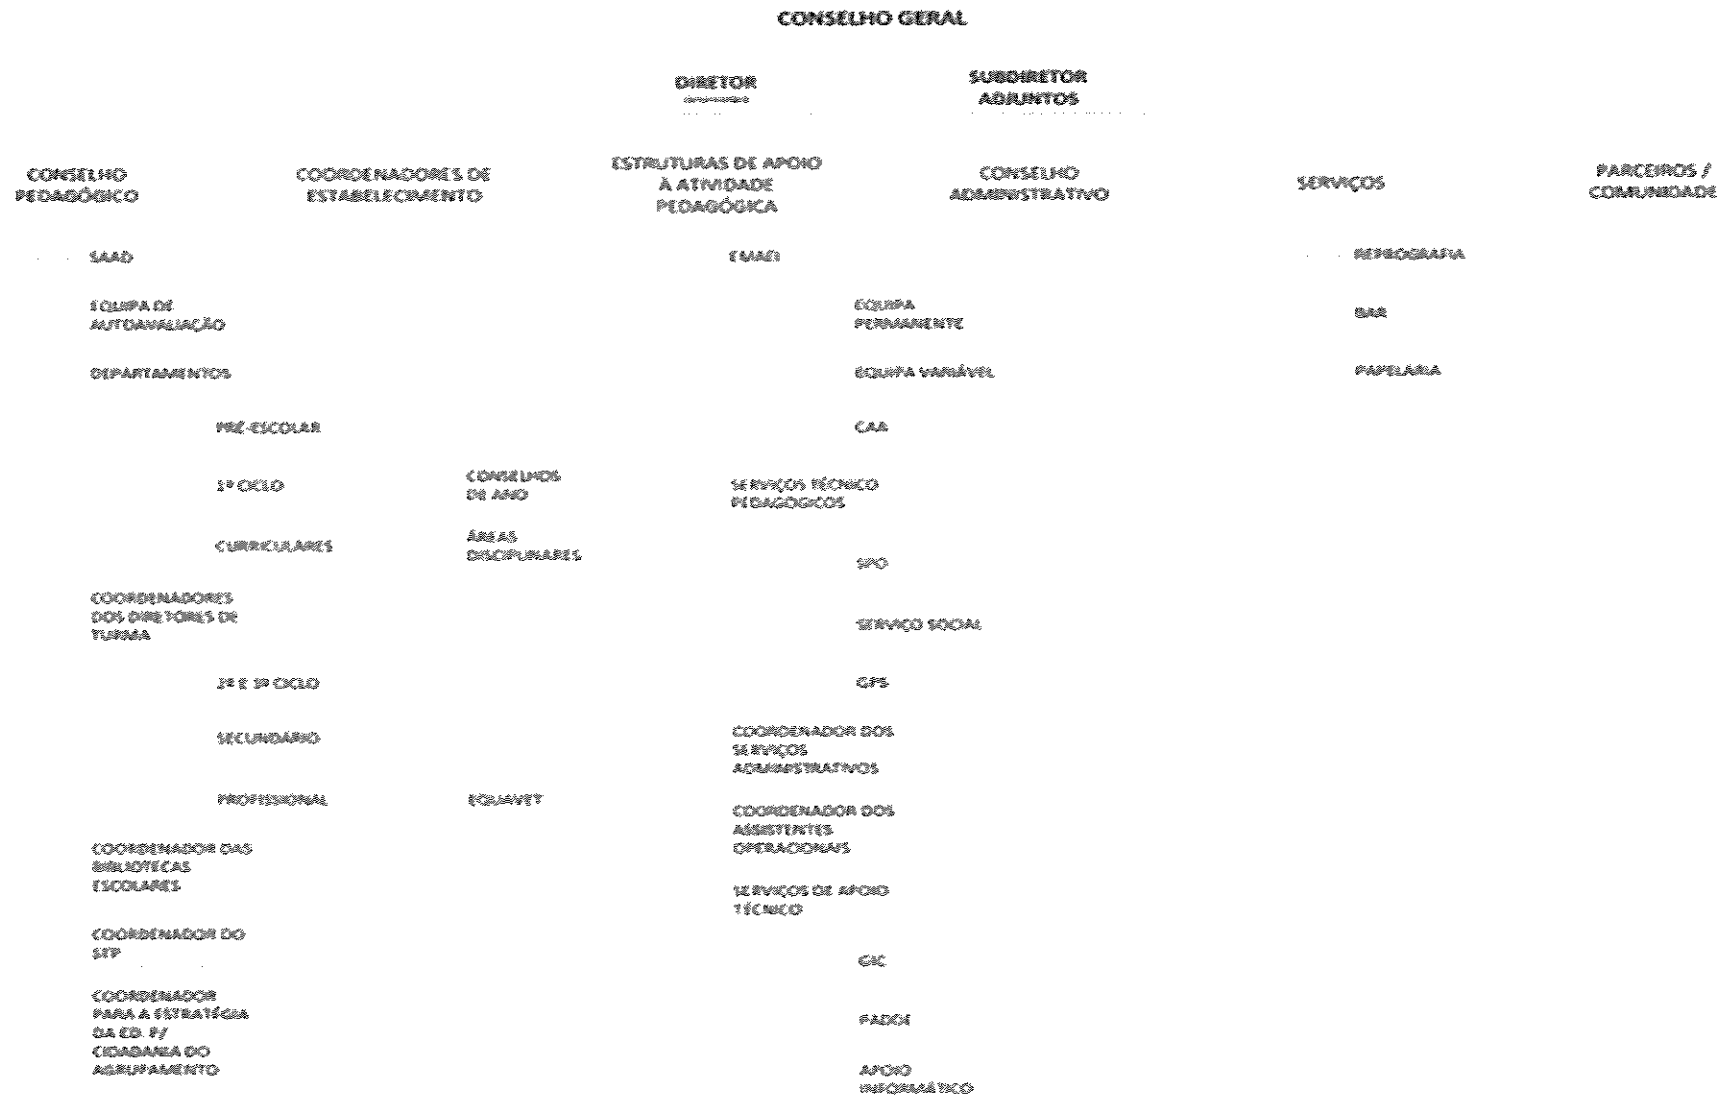 CONSELHO GERAL
DIRETOR
SUBDIRETOR
ADJUNTOS
CONSELHO
PEDAGÓGICO
COORDENADORES DE
ESTABELECIMENTO
ESTRUTURAS DE APOIO
À ATIVIDADE
PEDAGÓGICA
CONSELHO
ADMINISTRATIVO
SERVIÇOS
PARCEIROS /
COMUNIDADE
SAAD
EQUIPA DE
AUTOAVALIAÇÃO
DEPARTAMENTOS
PRÉ-ESCOLAR
1º CICLO
CONSELHOS
DE ANO
CURRICULARES
ÁREAS
DISCIPLINARES
COORDENADORES
DOS DIRETORES DE
TURMA
2º E 3º CICLO
SECUNDÁRIO
PROFISSIONAL
EQUAVET
COORDENADOR DAS
BIBLIOTECAS
ESCOLARES
COORDENADOR DO
STP
COORDENADOR
PARA A ESTRATÉGIA
DA ED. P/
CIDADANIA DO
AGRUPAMENTO
EMAEI
EQUIPA
PERMANENTE
EQUIPA VARIÁVEL
CAA
SERVIÇOS TÉCNICO
PEDAGÓGICOS
SPO
SERVIÇO SOCIAL
GPS
COORDENADOR DOS
SERVIÇOS
ADMINISTRATIVOS
COORDENADOR DOS
ASSISTENTES
OPERACIONAIS
SERVIÇOS DE APOIO
TÉCNICO
GIC
PADDE
APOIO
INFORMÁTICO
REPROGRAFIA
BAR
PAPELARIA